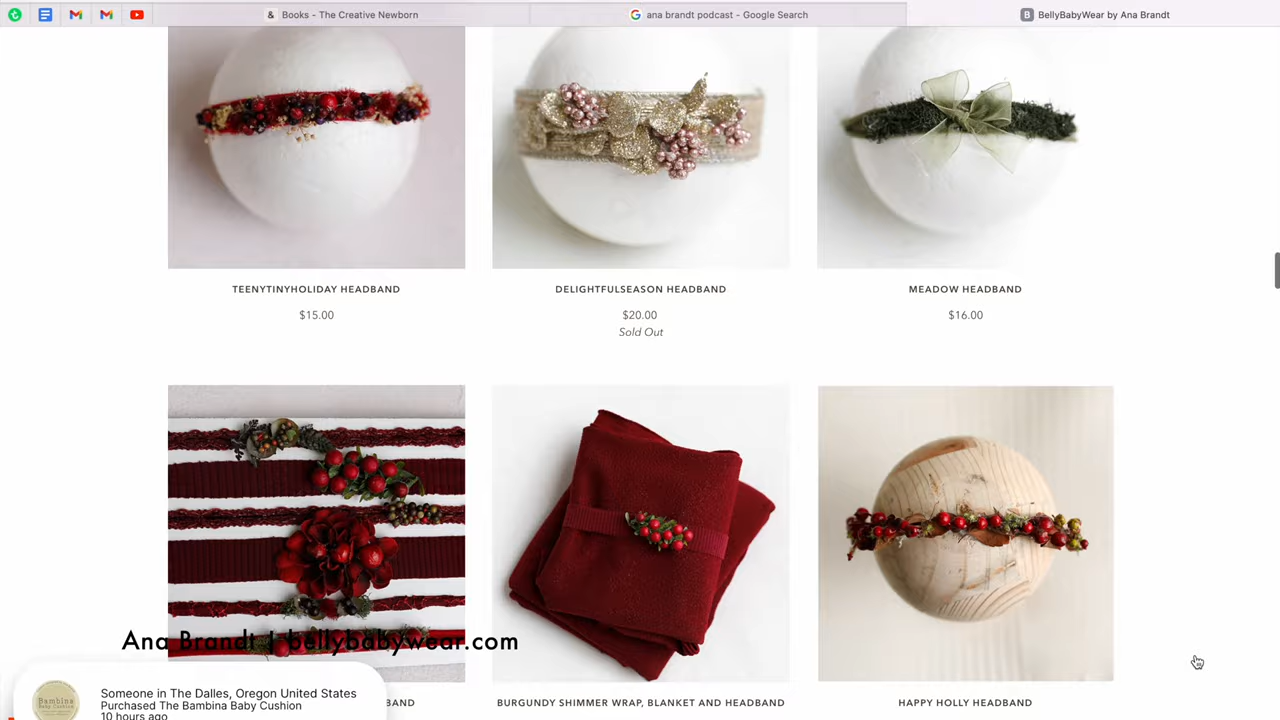 Books - The Creative Newborn
ana brandt podcast - Google Search
BellyBabyWear by Ana Brandt
TEENYTINYHOLIDAY HEADBAND
$15.00
DELIGHTFULSEASON HEADBAND
$20.00
Sold Out
MEADOW HEADBAND
$16.00
Ana Brandt | bellybabywear.com
Bambina
Someone in The Dalles, Oregon United States
Purchased The Bambina Baby Cushion
10 hours ago
BAND
BURGUNDY SHIMMER WRAP, BLANKET AND HEADBAND
HAPPY HOLLY HEADBAND